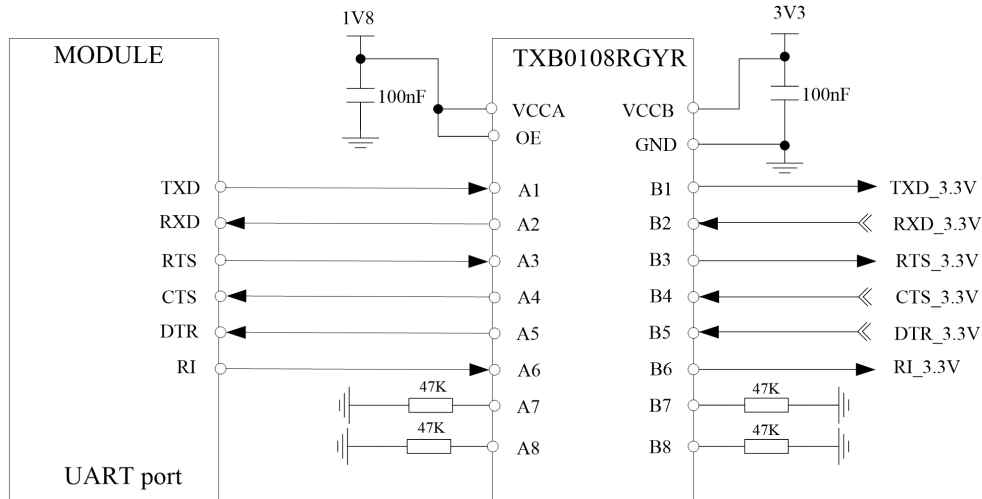 1V8
3V3
MODULE
TXB0108RGYR
100nF
100nF
VCCA
VCCB
OE
GND
TXD
A1
B1
TXD_3.3V
RXD
A2
B2
RXD_3.3V
RTS
A3
B3
RTS_3.3V
CTS
A4
B4
CTS_3.3V
DTR
A5
B5
DTR_3.3V
RI
A6
B6
RI_3.3V
47K
A7
B7
47K
47K
A8
B8
47K
UART port